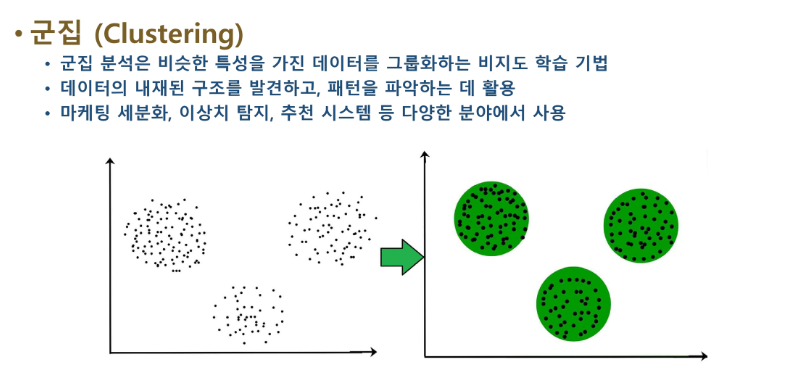 • 군집 (Clustering)
• 군집 분석은 비슷한 특성을 가진 데이터를 그룹화하는 비지도 학습 기법
• 데이터의 내재된 구조를 발견하고, 패턴을 파악하는 데 활용
• 마케팅 세분화, 이상치 탐지, 추천 시스템 등 다양한 분야에서 사용